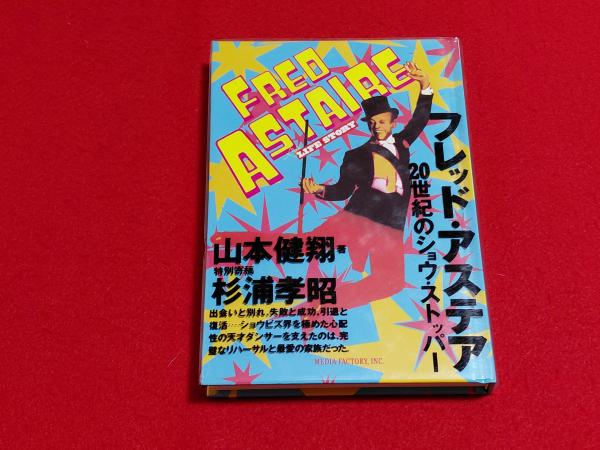 FRED
ASTAIRE
LIFE STORY
フレッド・アステア
20世紀のショウ・ストッパー
山本健翔 著
特別寄稿
杉浦孝昭
出会いと別れ、失敗と成功、引退と
復活…ショウビズ界を極めた心配
性の天才ダンサーを支えたのは、完
璧なリハーサルと最愛の家族だった。
MEDIA FACTORY, INC.